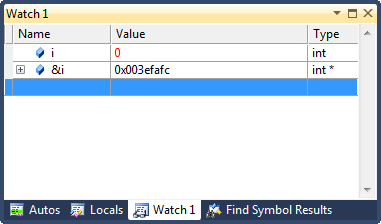 Watch 1
Name Value Type
i 0 int
&i 0x003efafc int *
Autos Locals Watch 1 Find Symbol Results